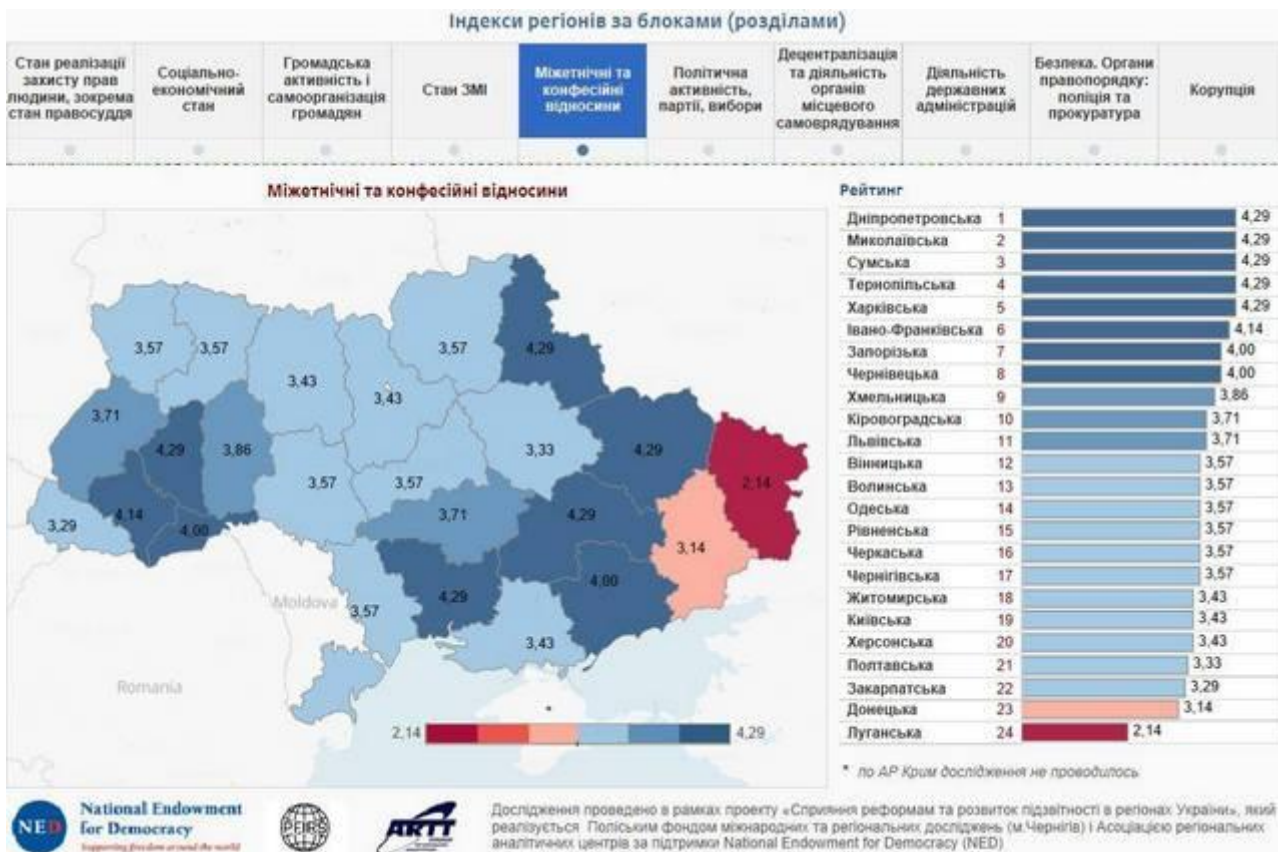 Індекси регіонів за блоками (розділами)
Стан реалізації
захисту прав
людини, зокрема
стан правосуддя
Соціально-
економічний
стан
Громадська
активність і
самоорганізація
громадян
Стан ЗМІ
Міжетнічні та
конфесійні
відносини
Політична
активність,
партії, вибори
Децентралізація
та діяльність
органів
місцевого
самоврядування
Діяльність
державних
адміністрацій
Безпека. Органи
правопорядку:
поліція та
прокуратура
Корупція
Міжетнічні та конфесійні відносини
3,57
3,57
3,43
3,43
3,57
4,29
3,71
4,29
3,86
3,57
3,57
3,33
4,29
2,14
3,29
4,14
4,00
3,71
4,29
3,14
3,57
4,29
4,00
3,43
Moldova
Romania
*
2,14
4,29
Рейтинг
Дніпропетровська 1 4,29
Миколаївська 2 4,29
Сумська 3 4,29
Тернопільська 4 4,29
Харківська 5 4,29
Івано-Франківська 6 4,14
Запорізька 7 4,00
Чернівецька 8 4,00
Хмельницька 9 3,86
Кіровоградська 10 3,71
Львівська 11 3,71
Вінницька 12 3,57
Волинська 13 3,57
Одеська 14 3,57
Рівненська 15 3,57
Черкаська 16 3,57
Чернігівська 17 3,57
Житомирська 18 3,43
Київська 19 3,43
Херсонська 20 3,43
Полтавська 21 3,33
Закарпатська 22 3,29
Донецька 23 3,14
Луганська 24 2,14
* по АР Крим дослідження не проводилось
NED
National Endowment
for Democracy
Supporting freedom around the world
PFIRS
ARTT
Дослідження проведено в рамках проекту «Сприяння реформам та розвиток підзвітності в регіонах України», який
реалізується Поліським фондом міжнародних та регіональних досліджень (м.Чернігів) і Асоціацією регіональних
аналітичних центрів за підтримки National Endowment for Democracy (NED)